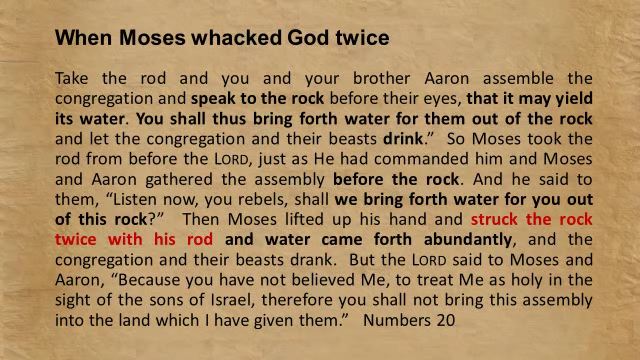 When Moses whacked God twice
Take the rod and you and your brother Aaron assemble the
congregation and speak to the rock before their eyes, that it may yield
its water. You shall thus bring forth water for them out of the rock
and let the congregation and their beasts drink.” So Moses took the
rod from before the LORD, just as He had commanded him and Moses
and Aaron gathered the assembly before the rock. And he said to
them, “Listen now, you rebels, shall we bring forth water for you out
of this rock?” Then Moses lifted up his hand and struck the rock
twice with his rod and water came forth abundantly, and the
congregation and their beasts drank. But the LORD said to Moses and
Aaron, “Because you have not believed Me, to treat Me as holy in the
sight of the sons of Israel, therefore you shall not bring this assembly
into the land which I have given them.” Numbers 20